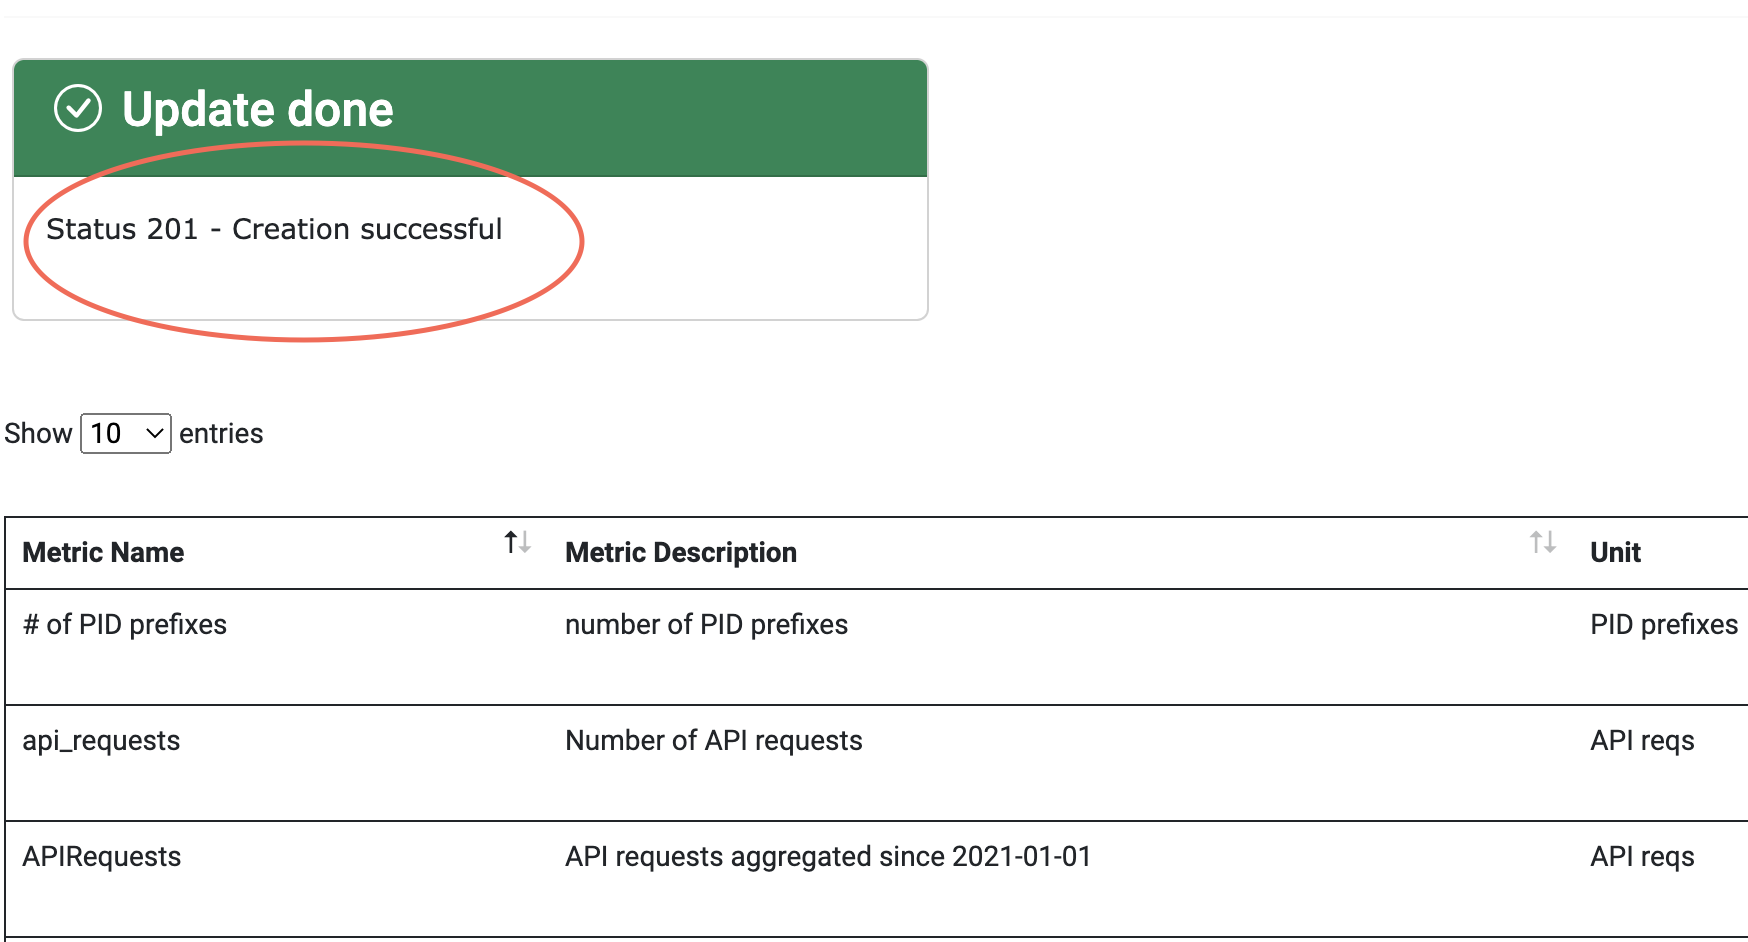 Update done
Status 201 - Creation successful
Show 10 entries
Metric Name Metric Description Unit
# of PID prefixes number of PID prefixes PID prefixes
api_requests Number of API requests API reqs
APIRequests API requests aggregated since 2021-01-01 API reqs